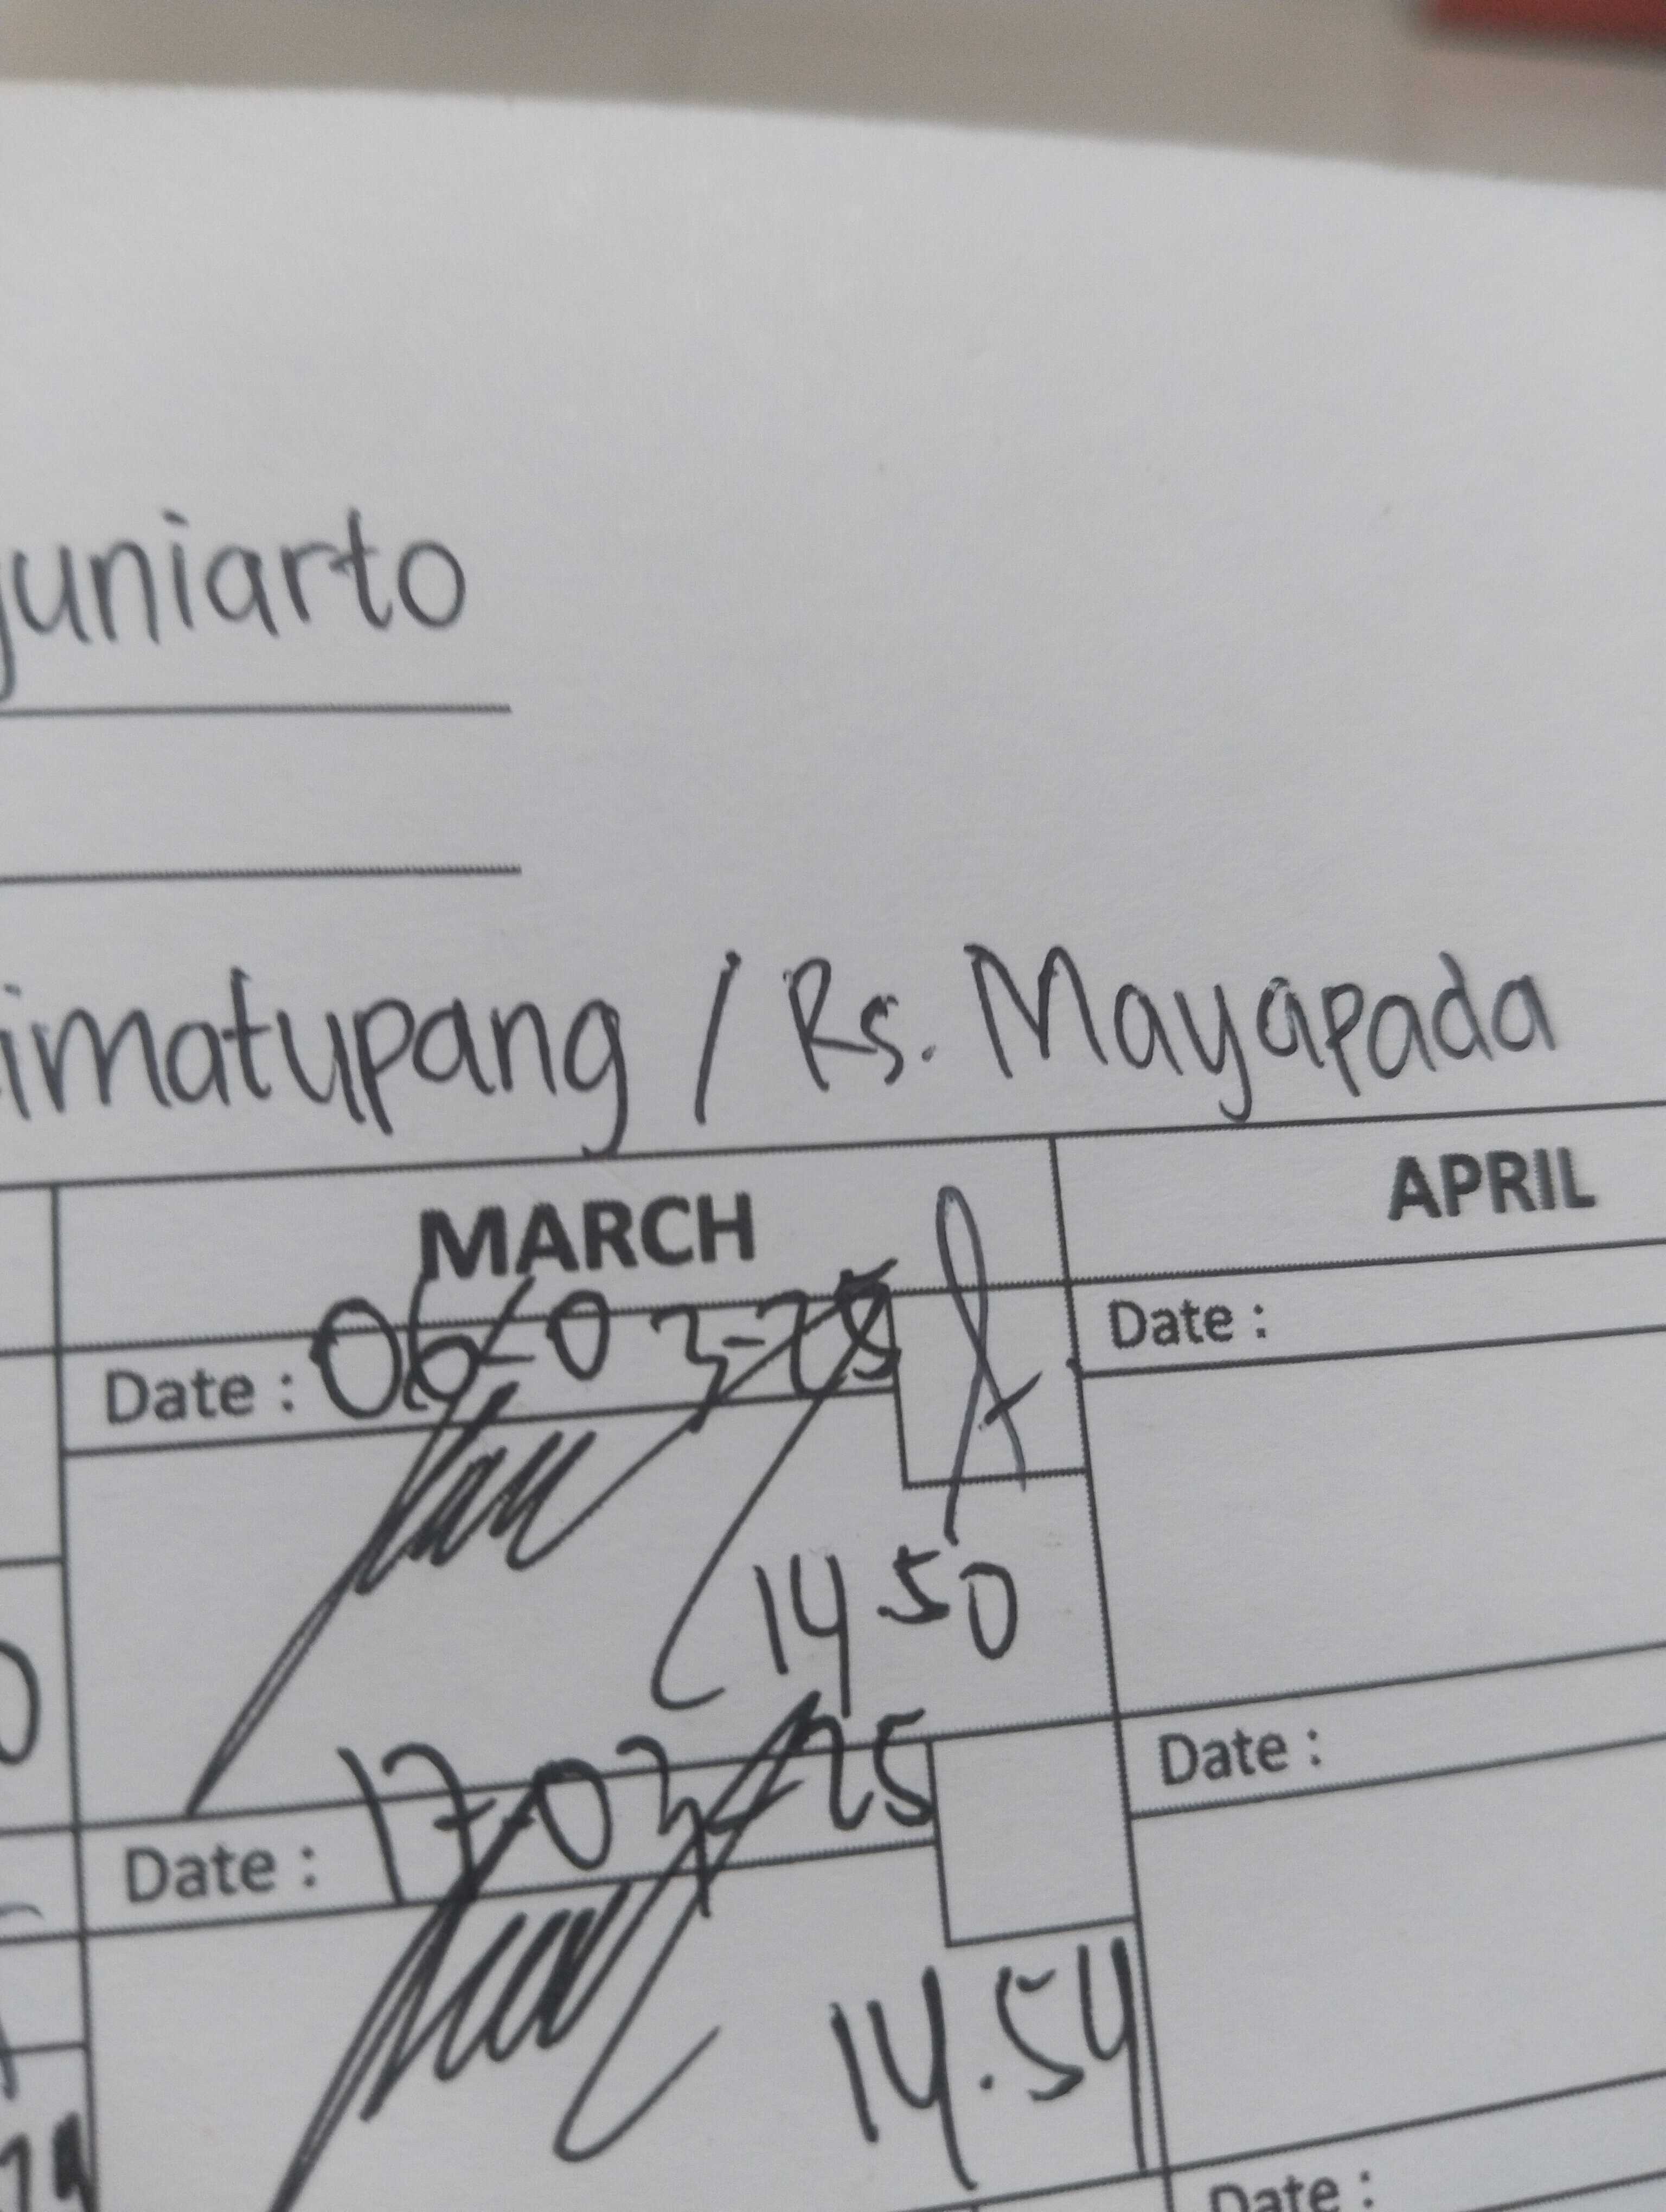 yuniarto
imatupang / Rs. Mayapada
MARCH
APRIL
Date : 06-03-25
Date :
14.50
Date : 17-03-25
Date :
14.54
Date :